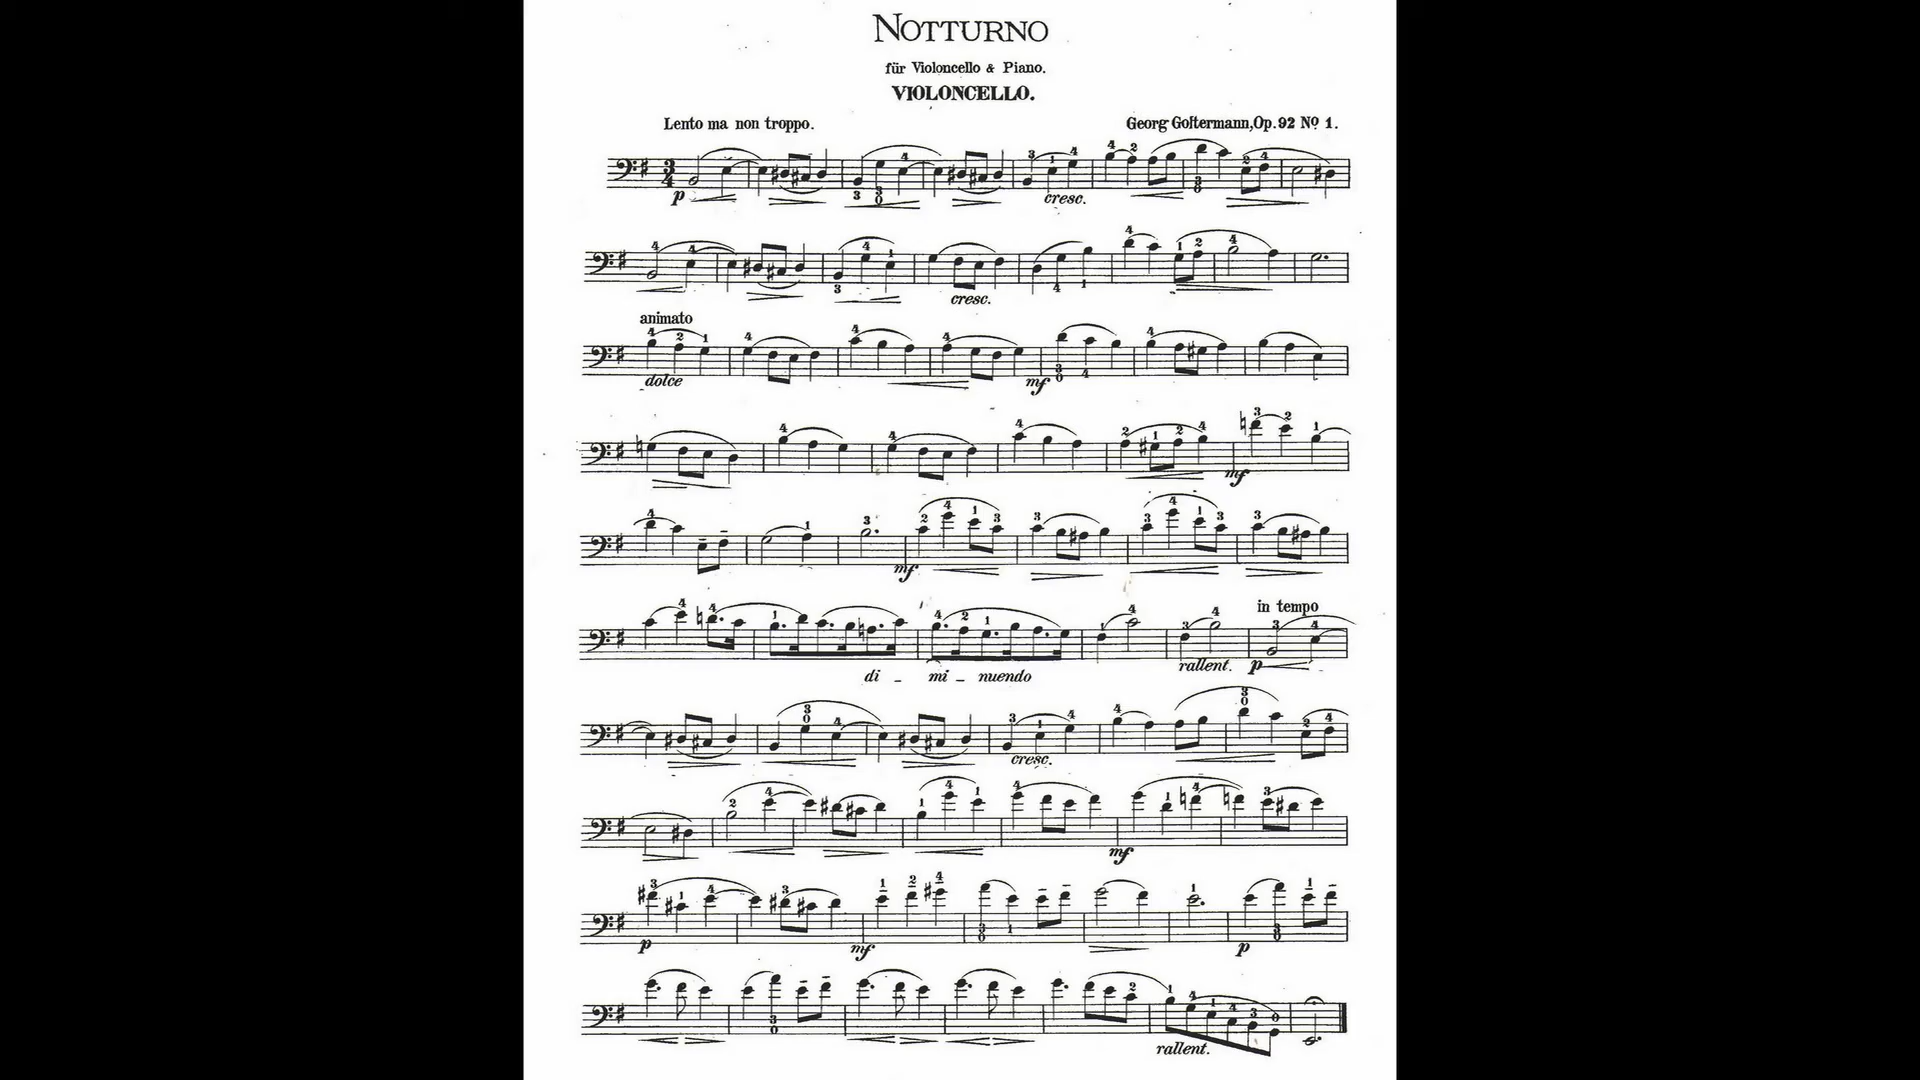 NOTTURNO
für Violoncello & Piano.
VIOLONCELLO.
Lento ma non troppo.
Georg Goltermann, Op. 92 Nº 1.
p
cresc.
cresc.
animato
dolce
mf
mf
mf
in tempo
di - mi - nuendo
rallent.
p
cresc.
mf
p
mf
p
rallent.